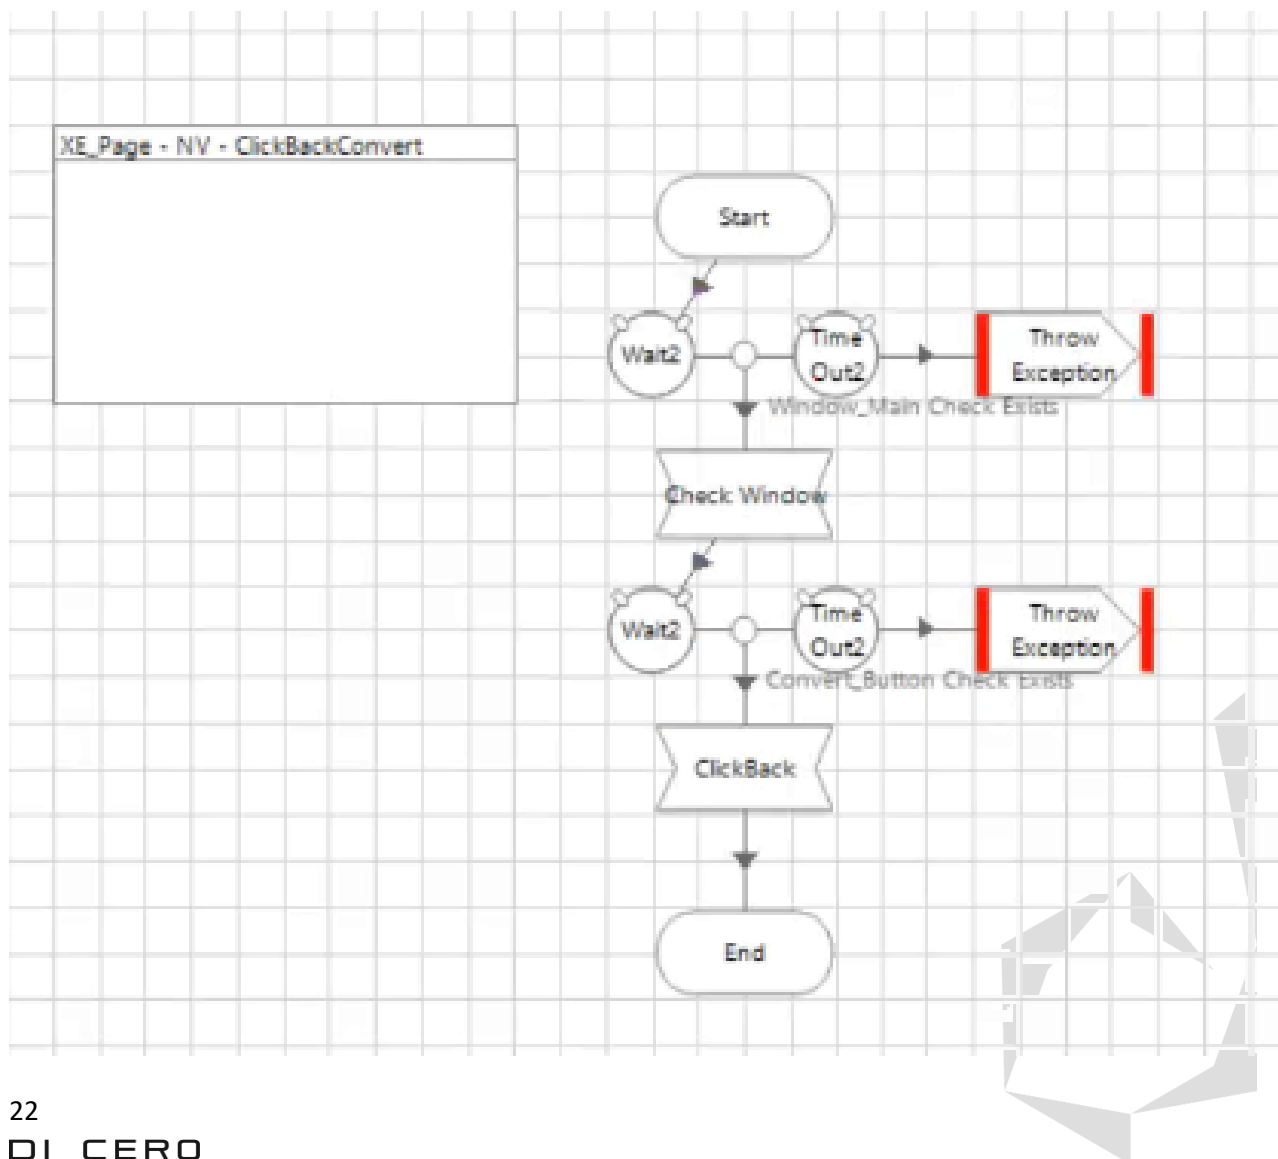 XE_Page - NV - ClickBackConvert
Start
Wait2
Time
Out2
Throw
Exception
Window_Main Check Exists
Check Window
Wait2
Time
Out2
Throw
Exception
Convert_Button Check Exists
ClickBack
End
22
DI CERO